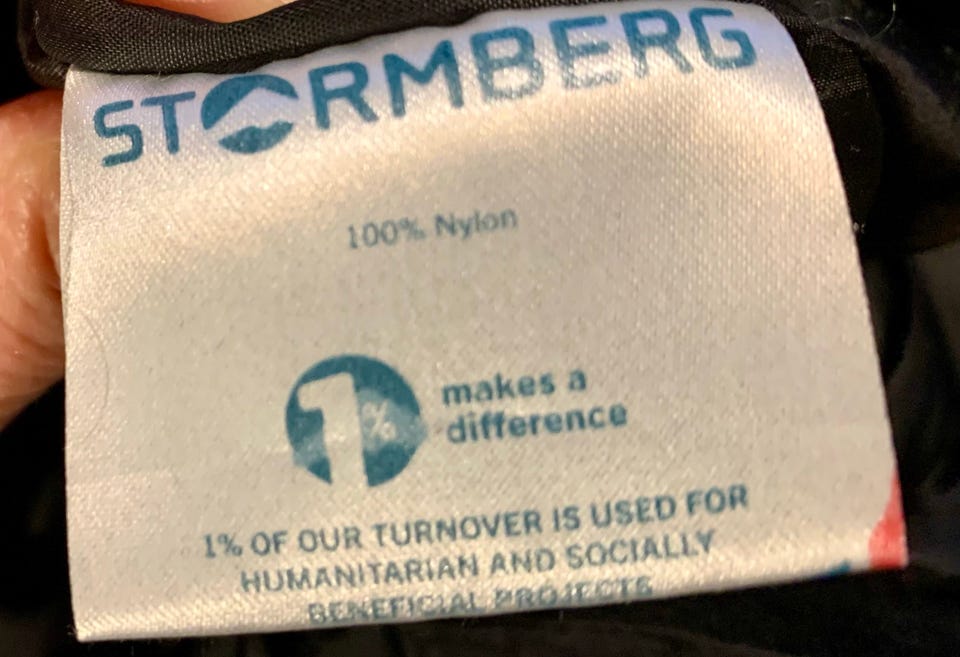 STORMBERG
100% Nylon
1%
makes a
difference
1% OF OUR TURNOVER IS USED FOR
HUMANITARIAN AND SOCIALLY
BENEFICIAL PROJECTS